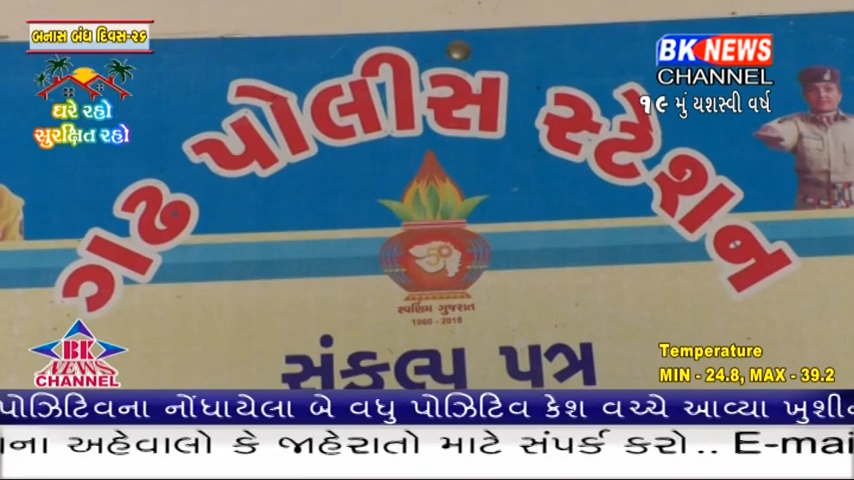 બનાસ બંધ દિવસ-૨૬
ઘરે રહો
સુરક્ષિત રહો
BK NEWS
CHANNEL
૧૯ મું યશસ્વી વર્ષ
ગઢ પોલીસ સ્ટેશન
50
સ્વર્ણિમ ગુજરાત
1960 - 2010
સંકલ્પ પત્ર
BK
NEWS
CHANNEL
Temperature
MIN - 24.8, MAX - 39.2
પોઝિટિવના નોંધાયેલા બે વધુ પોઝિટિવ કેશ વચ્ચે આવ્યા ખુશીન
ના અહેવાલો કે જાહેરાતો માટે સંપર્ક કરો.. E-mai